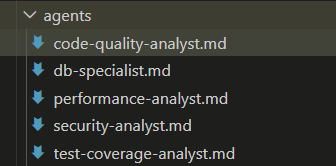 agents
code-quality-analyst.md
db-specialist.md
performance-analyst.md
security-analyst.md
test-coverage-analyst.md